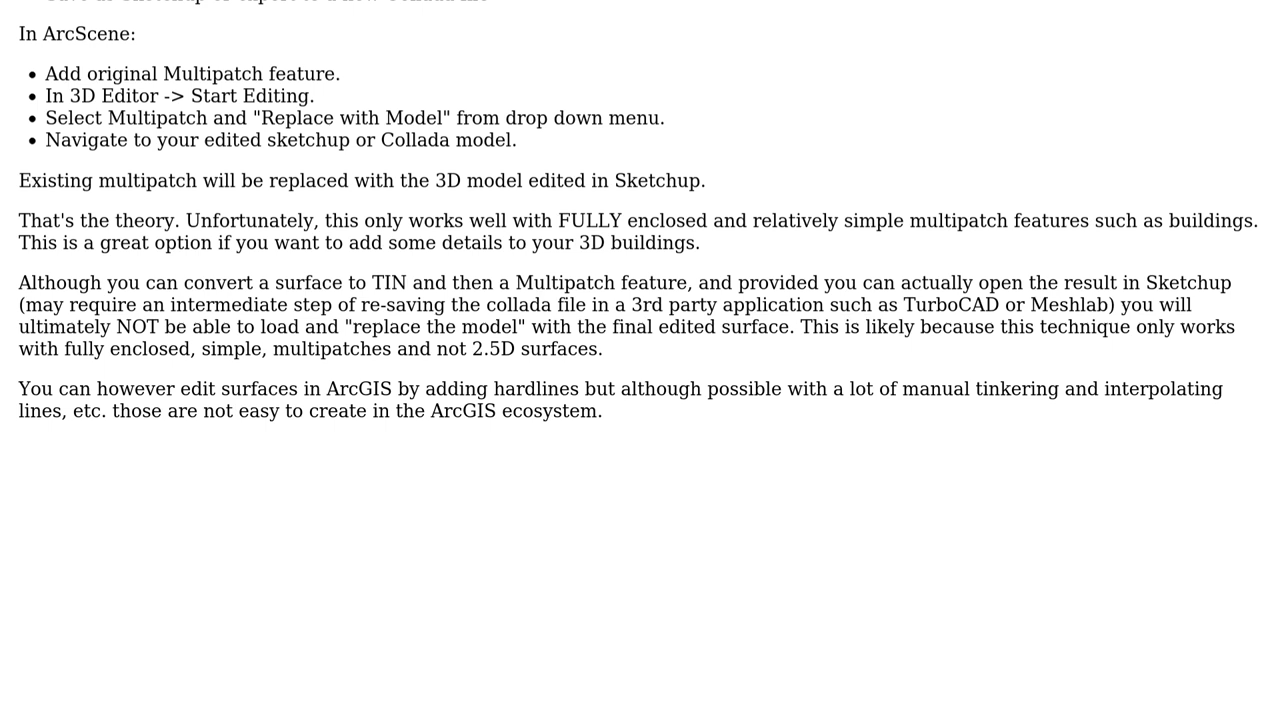 In ArcScene:
• Add original Multipatch feature.
• In 3D Editor -> Start Editing.
• Select Multipatch and "Replace with Model" from drop down menu.
• Navigate to your edited sketchup or Collada model.
Existing multipatch will be replaced with the 3D model edited in Sketchup.
That's the theory. Unfortunately, this only works well with FULLY enclosed and relatively simple multipatch features such as buildings.
This is a great option if you want to add some details to your 3D buildings.
Although you can convert a surface to TIN and then a Multipatch feature, and provided you can actually open the result in Sketchup
(may require an intermediate step of re-saving the collada file in a 3rd party application such as TurboCAD or Meshlab) you will
ultimately NOT be able to load and "replace the model" with the final edited surface. This is likely because this technique only works
with fully enclosed, simple, multipatches and not 2.5D surfaces.
You can however edit surfaces in ArcGIS by adding hardlines but although possible with a lot of manual tinkering and interpolating
lines, etc. those are not easy to create in the ArcGIS ecosystem.